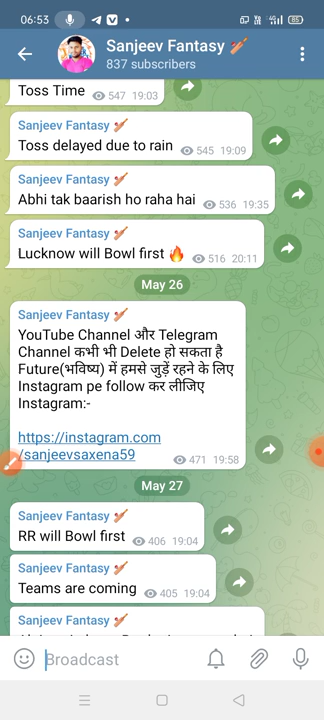 06:53
85
Sanjeev Fantasy
837 subscribers
Toss Time 547 19:03
Sanjeev Fantasy
Toss delayed due to rain 545 19:09
Sanjeev Fantasy
Abhi tak baarish ho raha hai 536 19:35
Sanjeev Fantasy
Lucknow will Bowl first 🔥 516 20:11
May 26
Sanjeev Fantasy
YouTube Channel और Telegram
Channel कभी भी Delete हो सकता है
Future(भविष्य) में हमसे जुड़ें रहने के लिए
Instagram pe follow कर लीजिए
Instagram:-
https://instagram.com
/sanjeevsaxena59 471 19:58
May 27
Sanjeev Fantasy
RR will Bowl first 406 19:04
Sanjeev Fantasy
Teams are coming 405 19:04
Sanjeev Fantasy
Broadcast